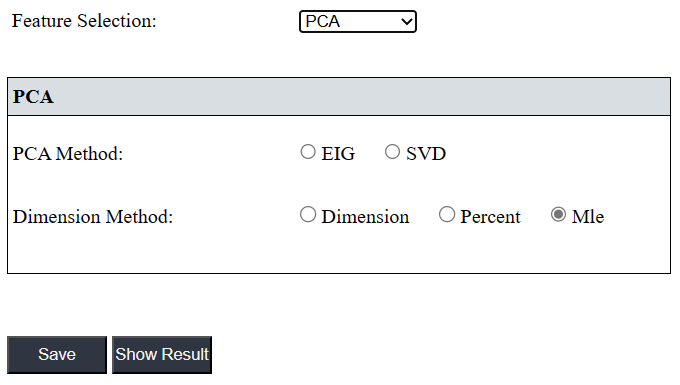 Feature Selection: PCA
PCA
PCA Method: EIG SVD
Dimension Method: Dimension Percent Mle
Save Show Result